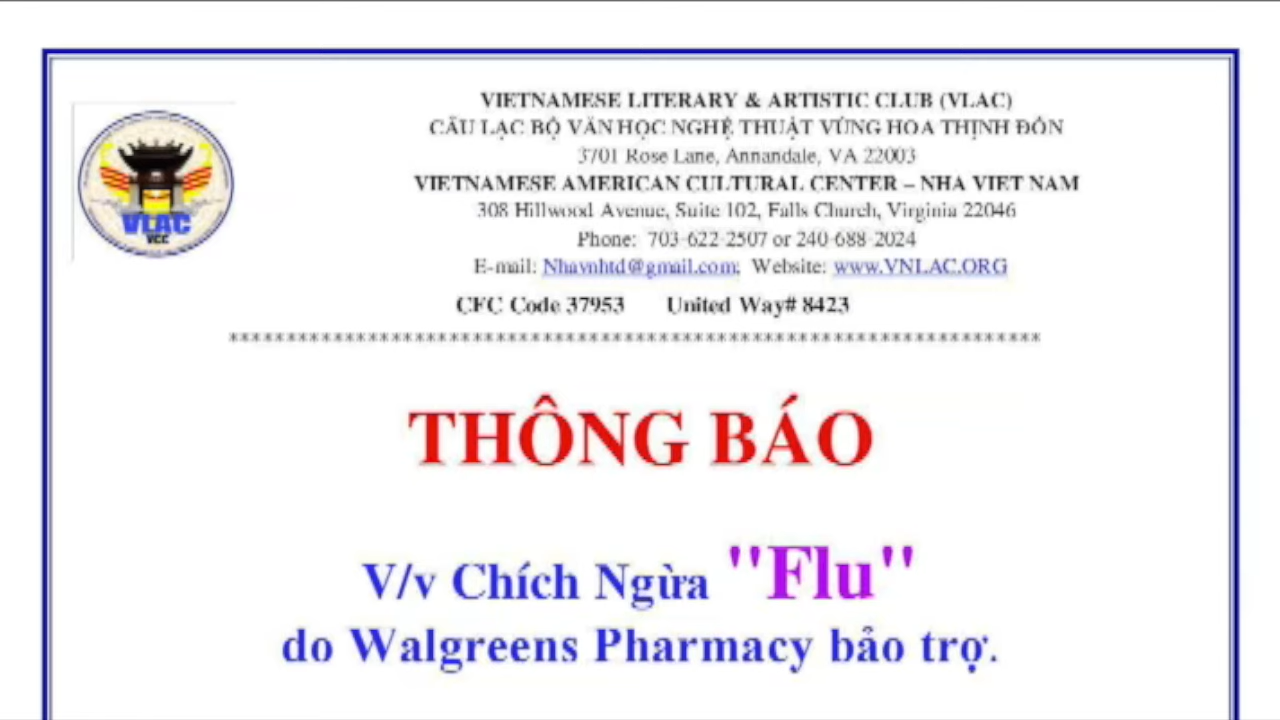 VIETNAMESE LITERARY & ARTISTIC CLUB (VLAC)
CÂU LẠC BỘ VĂN HỌC NGHỆ THUẬT VÙNG HOA THỊNH ĐỐN
3701 Rose Lane, Annandale, VA 22003
VIETNAMESE AMERICAN CULTURAL CENTER – NHA VIET NAM
308 Hillwood Avenue, Suite 102, Falls Church, Virginia 22046
Phone: 703-622-2507 or 240-688-2024
E-mail: Nhavnhtd@gmail.com; Website: www.VNLAC.ORG
CFC Code 37953 United Way# 8423
VLAC
VCC
THÔNG BÁO
V/v Chích Ngừa "Flu"
do Walgreens Pharmacy bảo trợ.